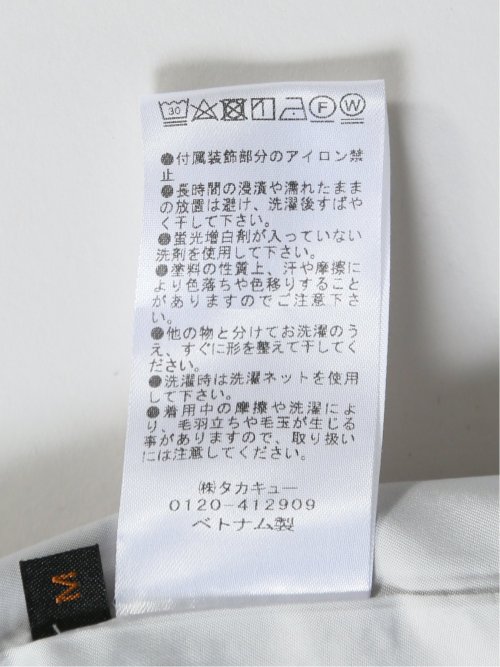 30 F W
●付属装飾部分のアイロン禁
止
●長時間の浸漬や濡れたまま
の放置は避け、洗濯後すばや
く干して下さい。
●蛍光増白剤が入っていない
洗剤を使用して下さい。
●塗料の性質上、汗や摩擦に
より色落ちや色移りすること
がありますのでご注意下さ
い。
●他の物と分けてお洗濯のう
え、すぐに形を整えて干してく
ださい。
●洗濯時は洗濯ネットを使用
して下さい。
●着用中の摩擦や洗濯によ
り、毛羽立ちや毛玉が生じる
事がありますので、取り扱い
には注意してください。
㈱タカキュー
0120-412909
ベトナム製
M